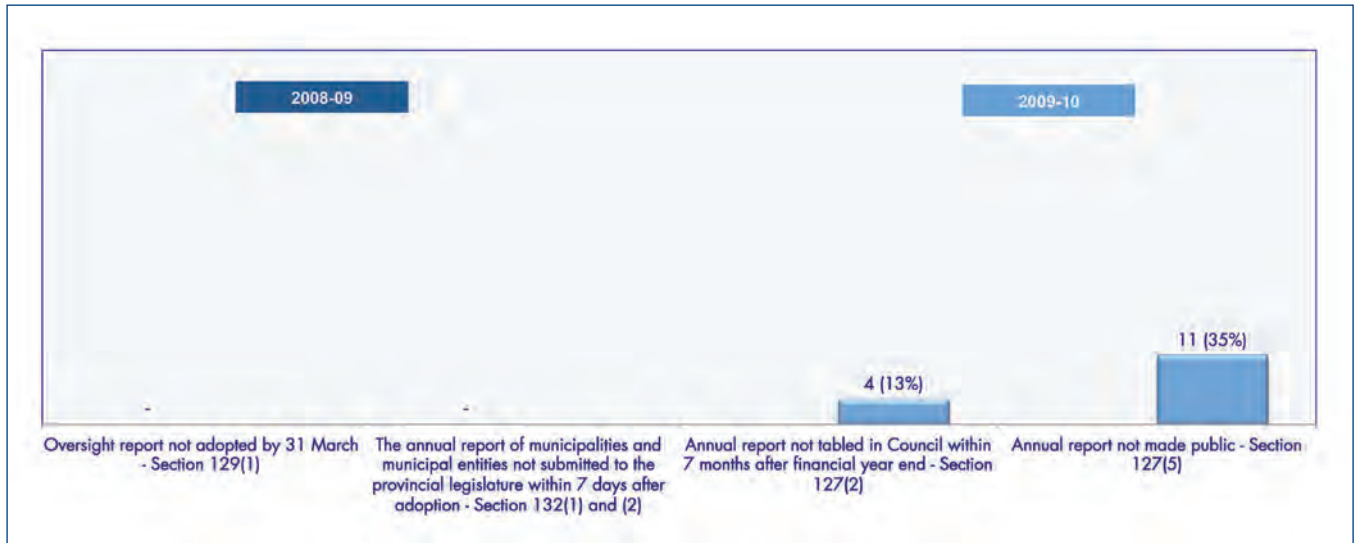 2008-09
2009-10
11 (35%)
4 (13%)
-
-
Oversight report not adopted by 31 March
- Section 129(1)
The annual report of municipalities and
municipal entities not submitted to the
provincial legislature within 7 days after
adoption - Section 132(1) and (2)
Annual report not tabled in Council within
7 months after financial year end - Section
127(2)
Annual report not made public - Section
127(5)